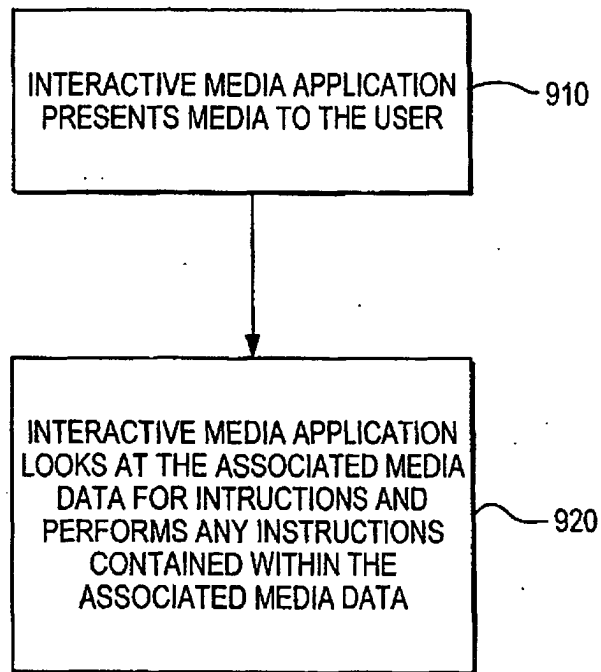 INTERACTIVE MEDIA APPLICATION
PRESENTS MEDIA TO THE USER
910
INTERACTIVE MEDIA APPLICATION
LOOKS AT THE ASSOCIATED MEDIA
DATA FOR INTRUCTIONS AND
PERFORMS ANY INSTRUCTIONS
CONTAINED WITHIN THE
ASSOCIATED MEDIA DATA
920